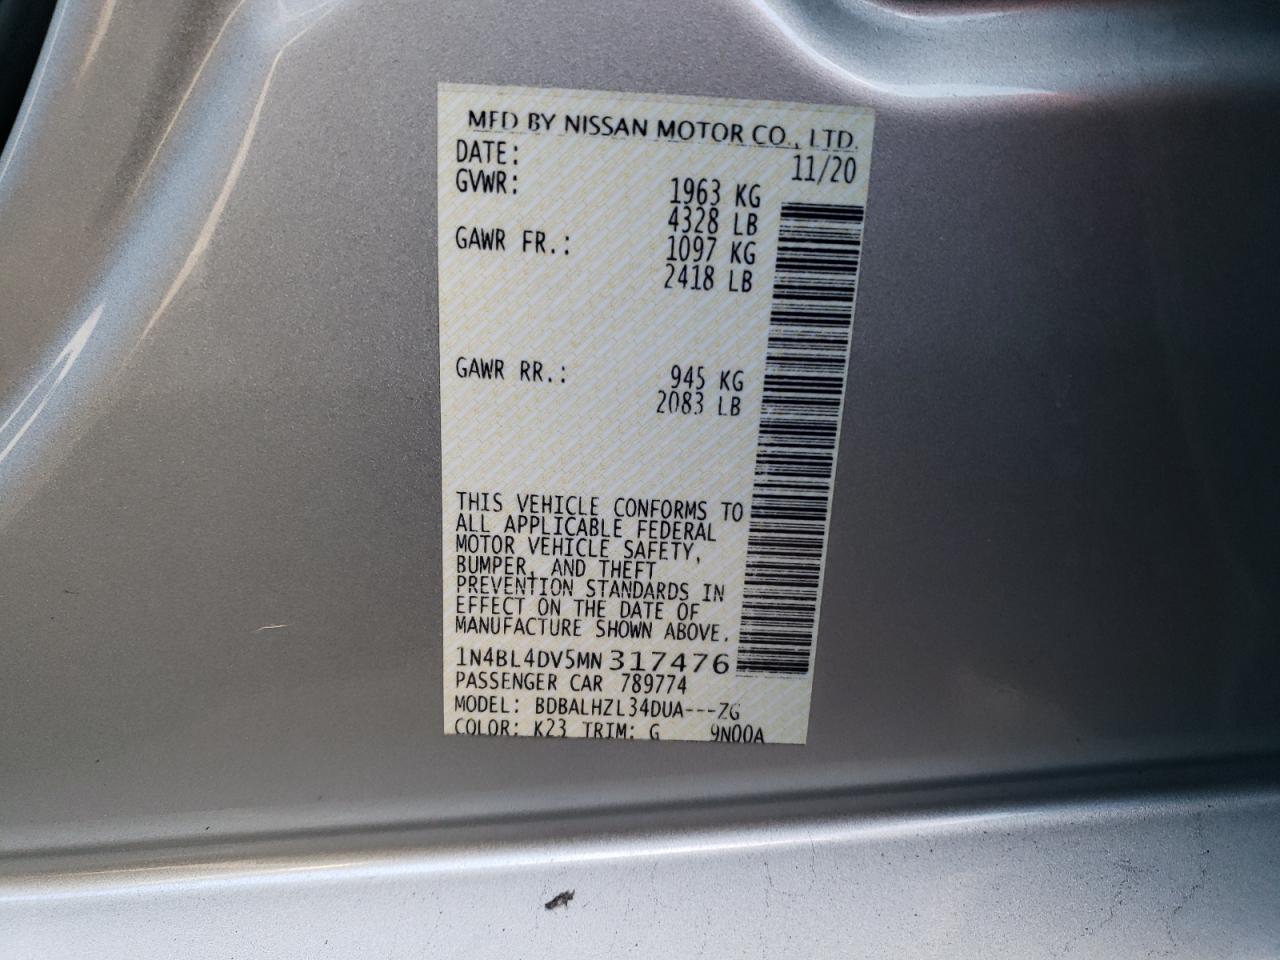 MFD BY NISSAN MOTOR CO., LTD.
DATE: 11/20
GVWR: 1963 KG
4328 LB
GAWR FR.: 1097 KG
2418 LB
GAWR RR.: 945 KG
2083 LB
THIS VEHICLE CONFORMS TO
ALL APPLICABLE FEDERAL
MOTOR VEHICLE SAFETY,
BUMPER, AND THEFT
PREVENTION STANDARDS IN
EFFECT ON THE DATE OF
MANUFACTURE SHOWN ABOVE.
1N4BL4DV5MN317476
PASSENGER CAR 789774
MODEL: BDBALHZL34DUA---ZG
COLOR: K23 TRIM: G 9N00A